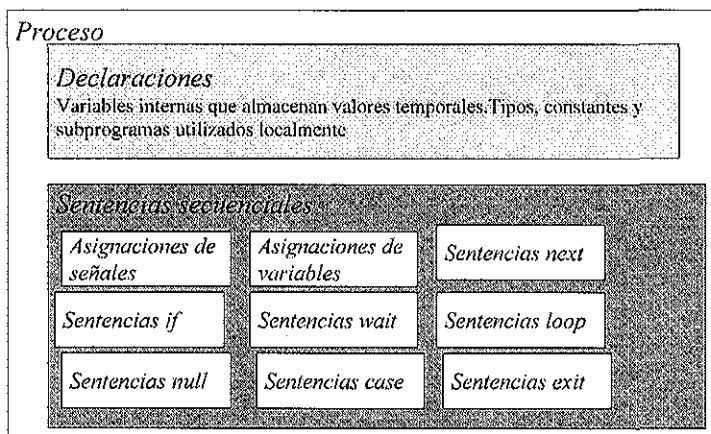 Proceso
Declaraciones
Variables internas que almacenan valores temporales.Tipos, constantes y
subprogramas utilizados localmente
Sentencias secuenciales
Asignaciones de
señales
Asignaciones de
variables
Sentencias next
Sentencias if
Sentencias wait
Sentencias loop
Sentencias null
Sentencias case
Sentencias exit